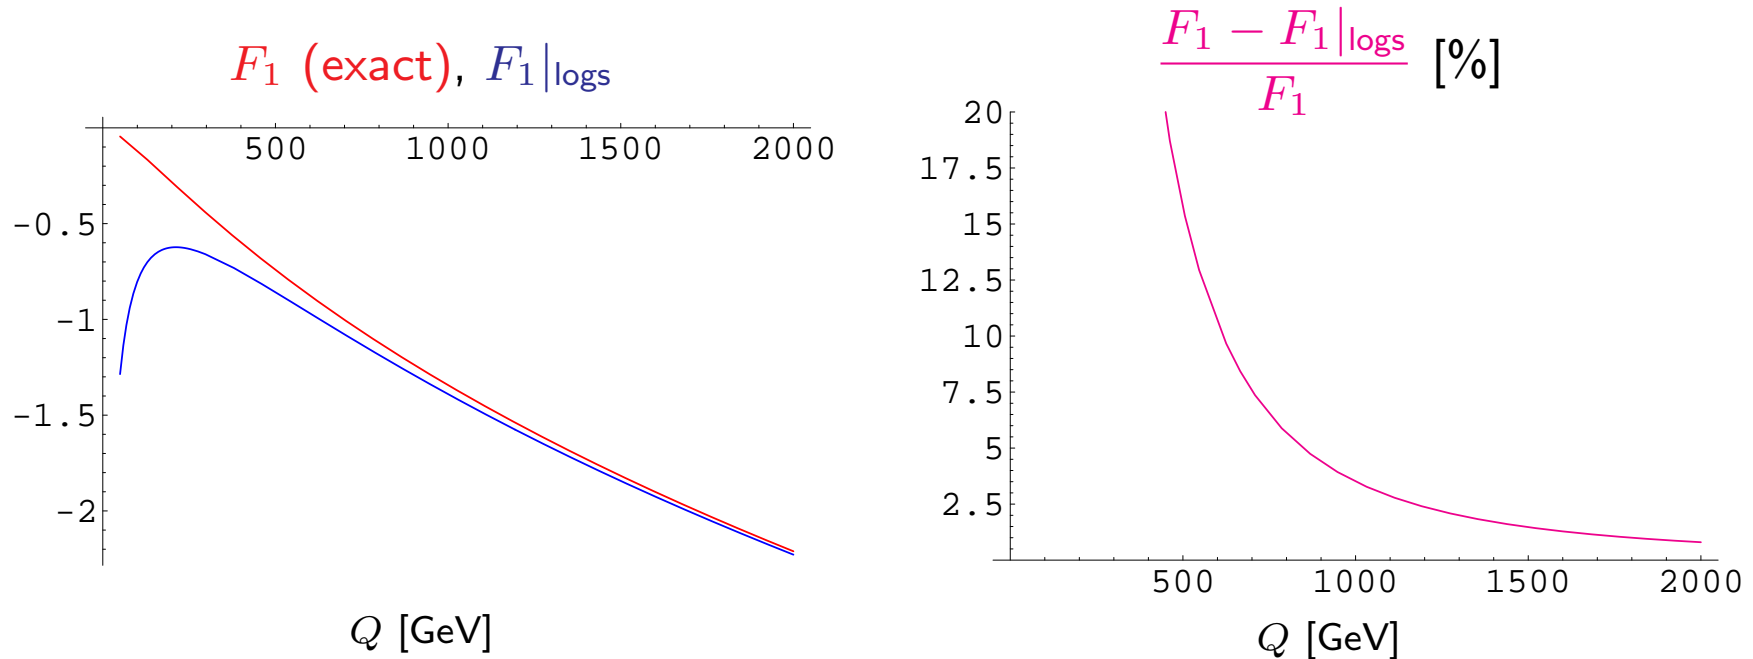 F₁ (exact), F₁|logs
500 1000 1500 2000
-0.5
-1
-1.5
-2
Q [GeV]
F₁ − F₁|logs
F₁
[%]
20
17.5
15
12.5
10
7.5
5
2.5
500 1000 1500 2000
Q [GeV]